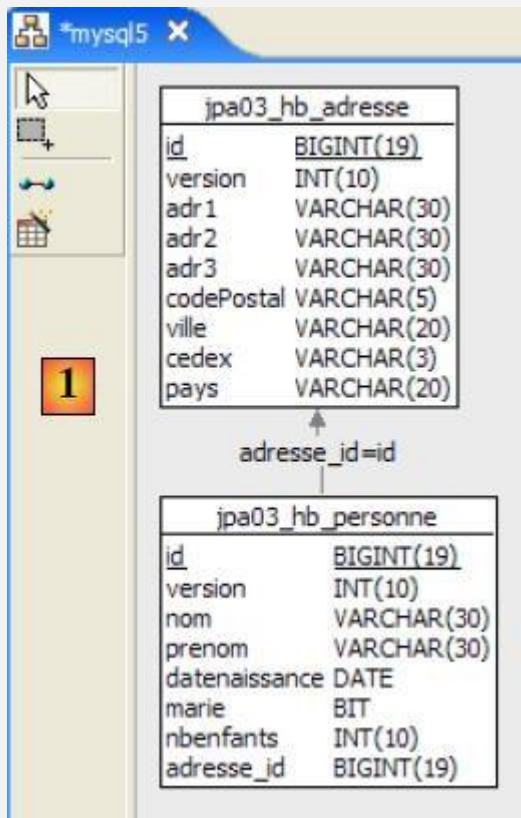 *mysql5
jpa03_hb_adresse
id BIGINT(19)
version INT(10)
adr1 VARCHAR(30)
adr2 VARCHAR(30)
adr3 VARCHAR(30)
codePostal VARCHAR(5)
ville VARCHAR(20)
cedex VARCHAR(3)
pays VARCHAR(20)
1
adresse_id=id
jpa03_hb_personne
id BIGINT(19)
version INT(10)
nom VARCHAR(30)
prenom VARCHAR(30)
datenaissance DATE
marie BIT
nbenfants INT(10)
adresse_id BIGINT(19)